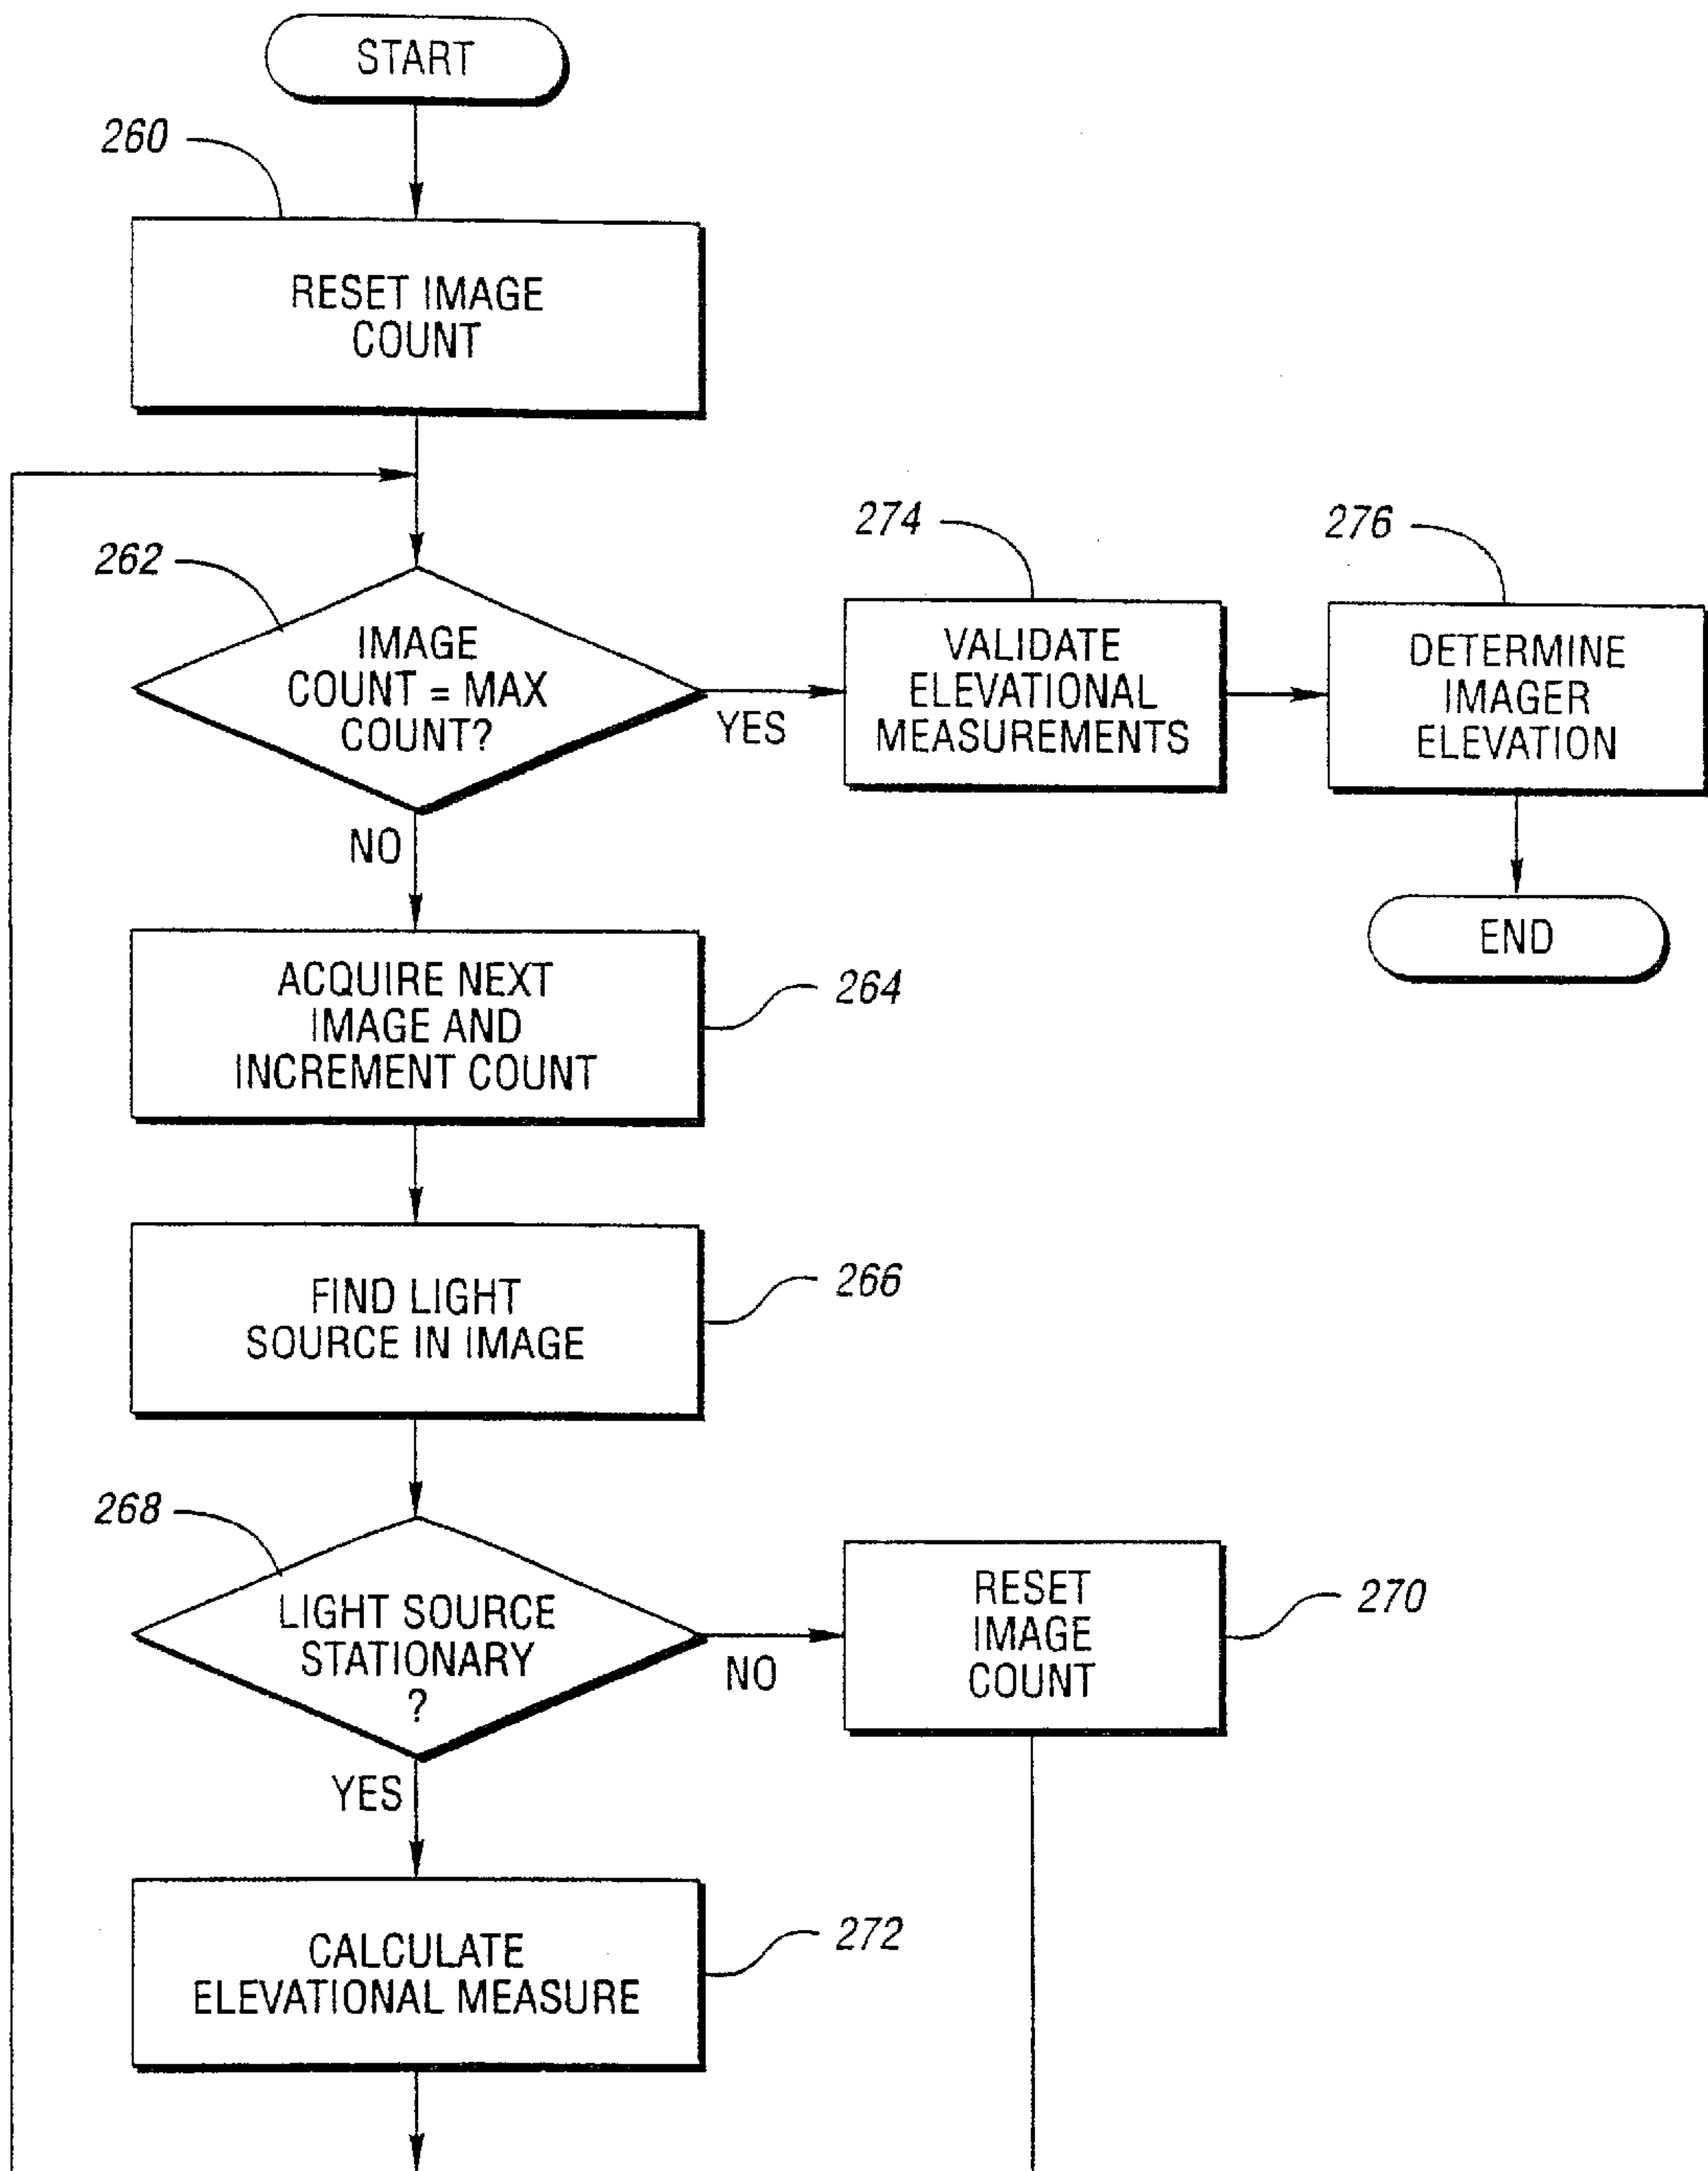 START
260
RESET IMAGE
COUNT
262
IMAGE
COUNT = MAX
COUNT?
YES
NO
274
VALIDATE
ELEVATIONAL
MEASUREMENTS
276
DETERMINE
IMAGER
ELEVATION
END
ACQUIRE NEXT
IMAGE AND
INCREMENT COUNT
264
FIND LIGHT
SOURCE IN IMAGE
266
268
LIGHT SOURCE
STATIONARY
?
NO
YES
RESET
IMAGE
COUNT
270
CALCULATE
ELEVATIONAL MEASURE
272